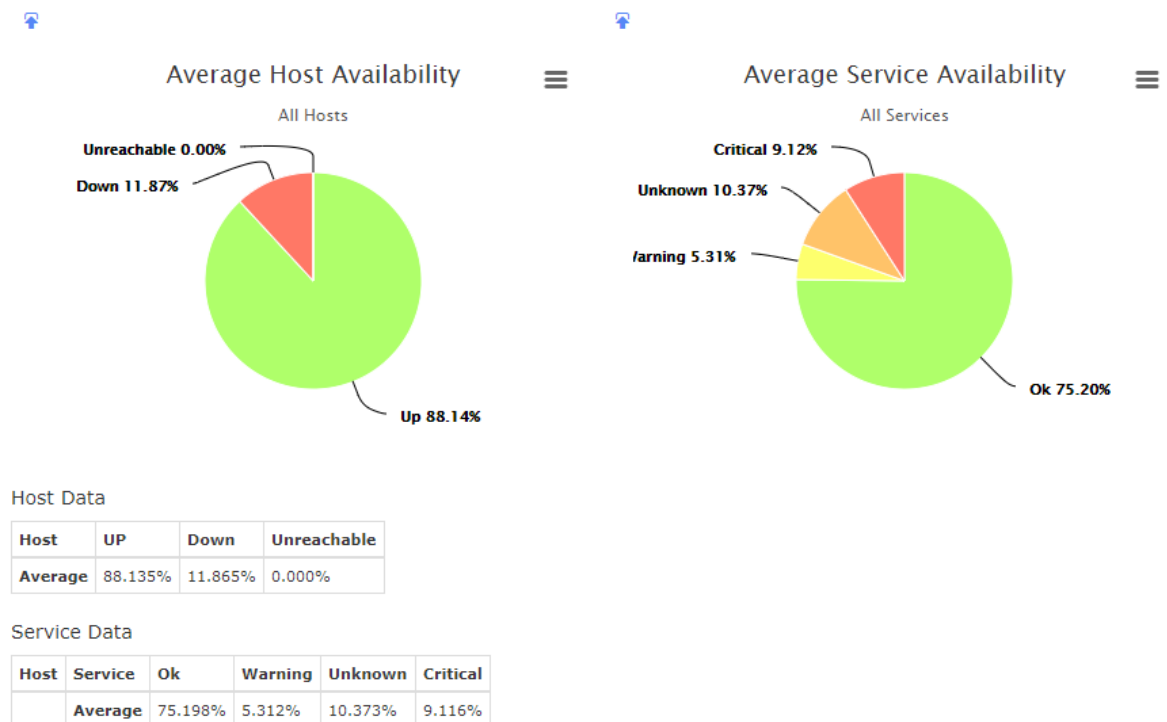 Average Host Availability
All Hosts
Unreachable 0.00%
Down 11.87%
Up 88.14%
Average Service Availability
All Services
Critical 9.12%
Unknown 10.37%
/arning 5.31%
Ok 75.20%
Host Data
Host UP Down Unreachable
Average 88.135% 11.865% 0.000%
Service Data
Host Service Ok Warning Unknown Critical
Average 75.198% 5.312% 10.373% 9.116%